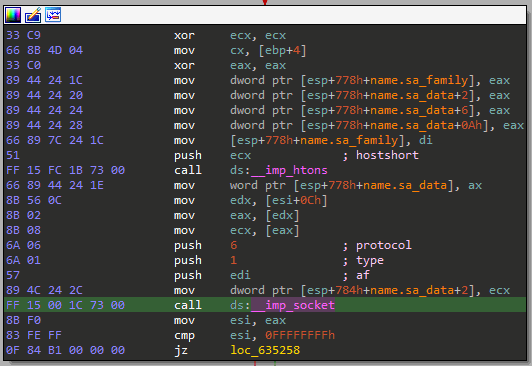 33 C9 xor ecx, ecx
66 8B 4D 04 mov cx, [ebp+4]
33 C0 xor eax, eax
89 44 24 1C mov dword ptr [esp+778h+name.sa_family], eax
89 44 24 20 mov dword ptr [esp+778h+name.sa_data+2], eax
89 44 24 24 mov dword ptr [esp+778h+name.sa_data+6], eax
89 44 24 28 mov dword ptr [esp+778h+name.sa_data+0Ah], eax
66 89 7C 24 1C mov [esp+778h+name.sa_family], di
51 push ecx ; hostshort
FF 15 FC 1B 73 00 call ds:__imp_htons
66 89 44 24 1E mov word ptr [esp+778h+name.sa_data], ax
8B 56 0C mov edx, [esi+0Ch]
8B 02 mov eax, [edx]
8B 08 mov ecx, [eax]
6A 06 push 6 ; protocol
6A 01 push 1 ; type
57 push edi ; af
89 4C 24 2C mov dword ptr [esp+784h+name.sa_data+2], ecx
FF 15 00 1C 73 00 call ds:__imp_socket
8B F0 mov esi, eax
83 FE FF cmp esi, 0FFFFFFFFh
0F 84 B1 00 00 00 jz loc_635258